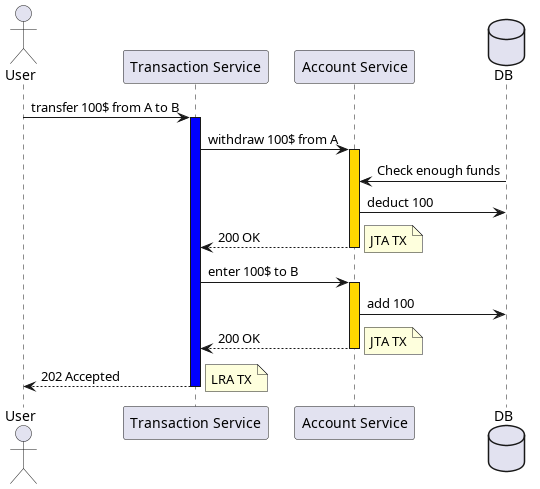 User
Transaction Service
Account Service
DB
transfer 100$ from A to B
withdraw 100$ from A
Check enough funds
deduct 100
200 OK
JTA TX
enter 100$ to B
add 100
200 OK
JTA TX
202 Accepted
LRA TX
User
Transaction Service
Account Service
DB